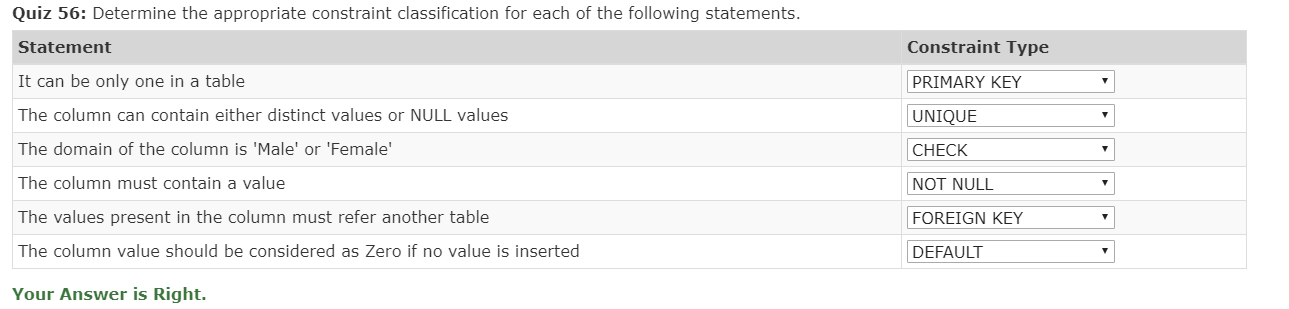 Quiz 56: Determine the appropriate constraint classification for each of the following statements.
Statement Constraint Type
It can be only one in a table PRIMARY KEY
The column can contain either distinct values or NULL values UNIQUE
The domain of the column is 'Male' or 'Female' CHECK
The column must contain a value NOT NULL
The values present in the column must refer another table FOREIGN KEY
The column value should be considered as Zero if no value is inserted DEFAULT
Your Answer is Right.